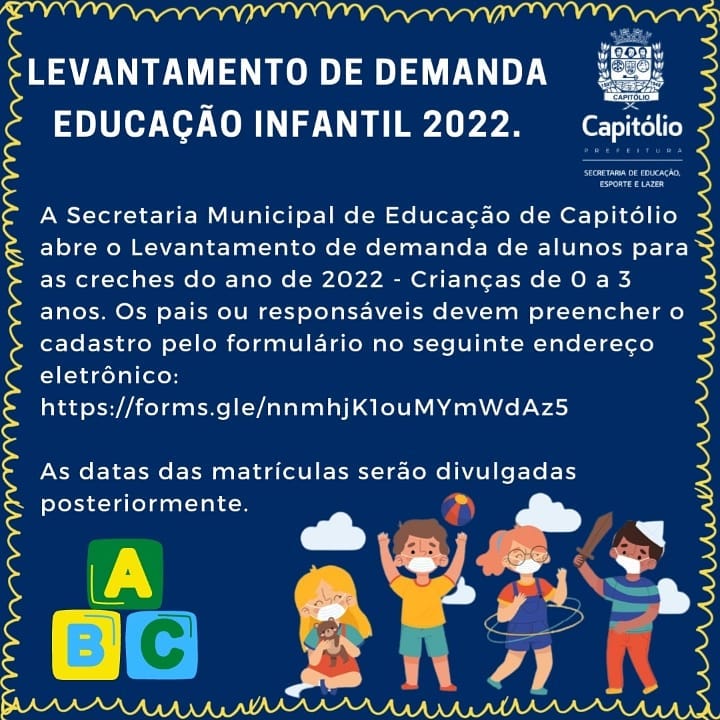 LEVANTAMENTO DE DEMANDA
EDUCAÇÃO INFANTIL 2022.
CAPITÓLIO
Capitólio
PREFEITURA
SECRETARIA DE EDUCAÇÃO,
ESPORTE E LAZER
A Secretaria Municipal de Educação de Capitólio
abre o Levantamento de demanda de alunos para
as creches do ano de 2022 - Crianças de 0 a 3
anos. Os pais ou responsáveis devem preencher o
cadastro pelo formulário no seguinte endereço
eletrônico:
https://forms.gle/nnmhjK1ouMYmWdAz5
As datas das matrículas serão divulgadas
posteriormente.
A
B C